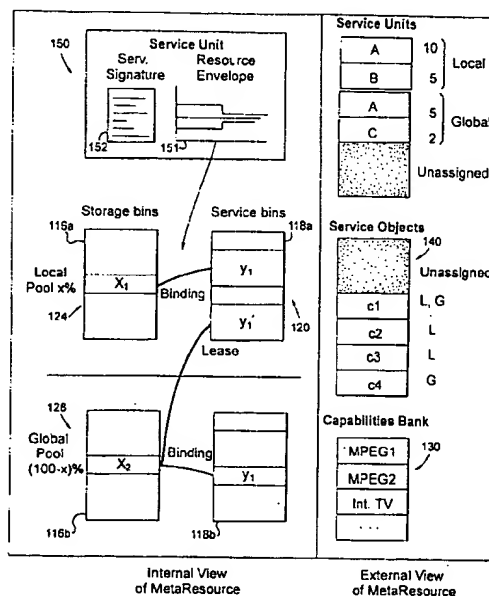 150
Service Unit
Serv. Signature
Resource Envelope
152
151
Storage bins
Service bins
116a
118a
X1
y1
Binding
y1'
Local Pool x%
124
120
Lease
128
Global Pool (100-x)%
X2
Binding
y1
116b
118b
Internal View of MetaResource
Service Units
A 10
B 5
Local
A 5
C 2
Global
Unassigned
Service Objects
140
Unassigned
c1 L, G
c2 L
c3 L
c4 G
Capabilities Bank
130
MPEG1
MPEG2
Int. TV
. . .
External View of MetaResource